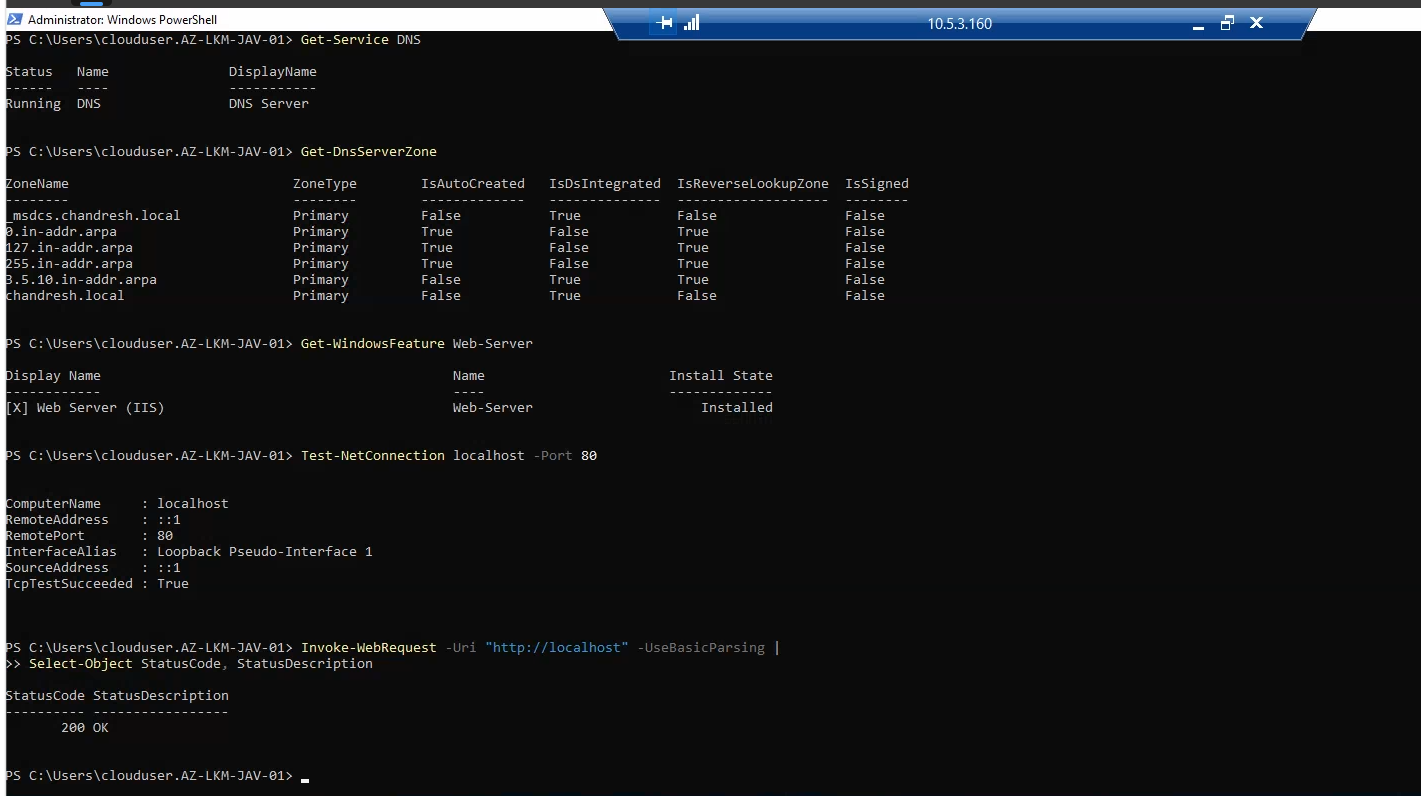 Administrator: Windows PowerShell
10.5.3.160
PS C:\Users\clouduser.AZ-LKM-JAV-01> Get-Service DNS
Status   Name               DisplayName
------   ----               -----------
Running  DNS                DNS Server
PS C:\Users\clouduser.AZ-LKM-JAV-01> Get-DnsServerZone
ZoneName                            ZoneType        IsAutoCreated   IsDsIntegrated  IsReverseLookupZone  IsSigned
--------                            --------        -------------   --------------  -------------------  --------
_msdcs.chandresh.local              Primary         False           True            False                False
0.in-addr.arpa                      Primary         True            False           True                 False
127.in-addr.arpa                    Primary         True            False           True                 False
255.in-addr.arpa                    Primary         True            False           True                 False
3.5.10.in-addr.arpa                 Primary         False           True            True                 False
chandresh.local                     Primary         False           True            False                False
PS C:\Users\clouduser.AZ-LKM-JAV-01> Get-WindowsFeature Web-Server
Display Name                                            Name                       Install State
------------                                            ----                       -------------
[X] Web Server (IIS)                                    Web-Server                     Installed
PS C:\Users\clouduser.AZ-LKM-JAV-01> Test-NetConnection localhost -Port 80
ComputerName     : localhost
RemoteAddress    : ::1
RemotePort       : 80
InterfaceAlias   : Loopback Pseudo-Interface 1
SourceAddress    : ::1
TcpTestSucceeded : True
PS C:\Users\clouduser.AZ-LKM-JAV-01> Invoke-WebRequest -Uri "http://localhost" -UseBasicParsing |
>> Select-Object StatusCode, StatusDescription
StatusCode StatusDescription
---------- -----------------
       200 OK
PS C:\Users\clouduser.AZ-LKM-JAV-01>